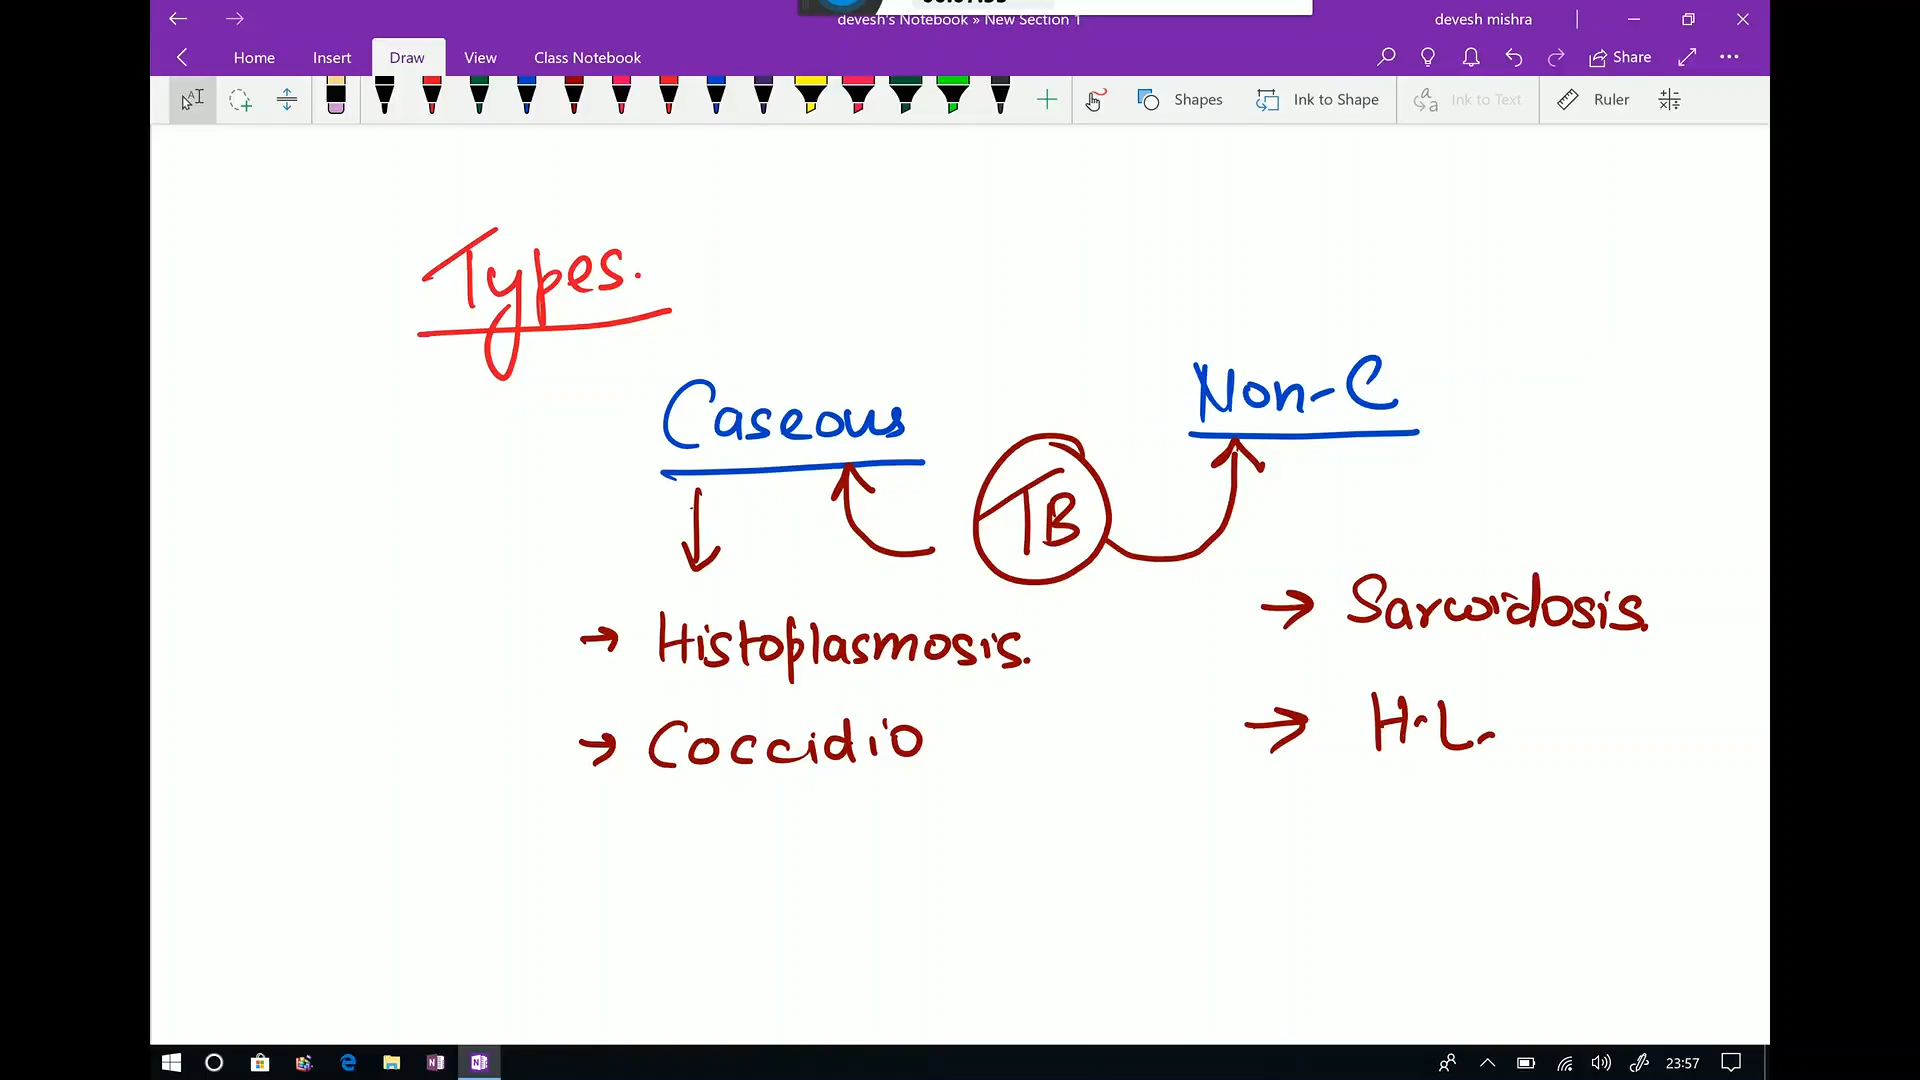 devesh's Notebook » New Section 1
devesh mishra
Home Insert Draw View Class Notebook
Share
Shapes Ink to Shape Ink to Text Ruler
Types.
Caseous
Non-C
TB
→ Histoplasmosis.
→ Sarcoidosis.
→ Coccidio
→ H.L.
23:57